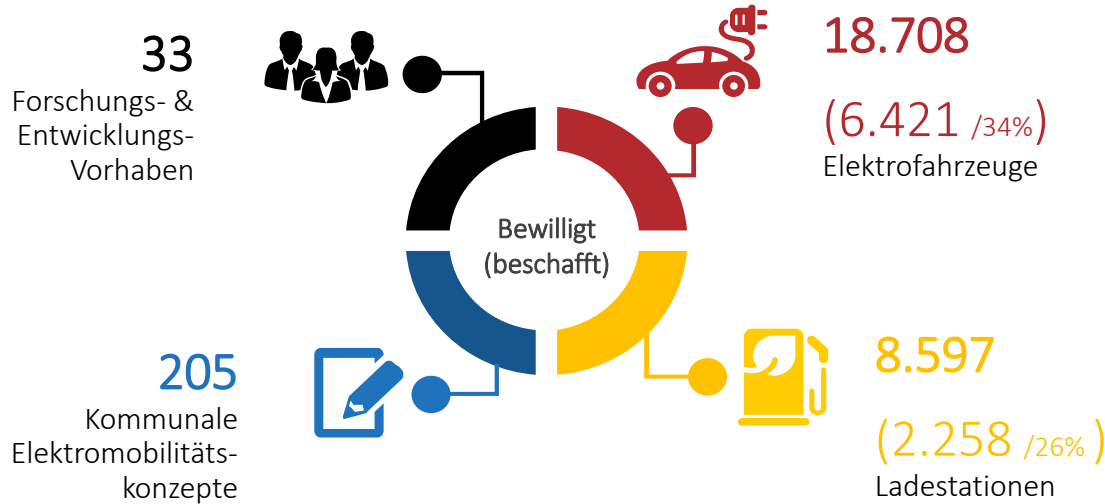 33
Forschungs- &
Entwicklungs-
Vorhaben
18.708
(6.421 /34%)
Elektrofahrzeuge
Bewilligt
(beschafft)
205
Kommunale
Elektromobilitäts-
konzepte
8.597
(2.258 /26% )
Ladestationen